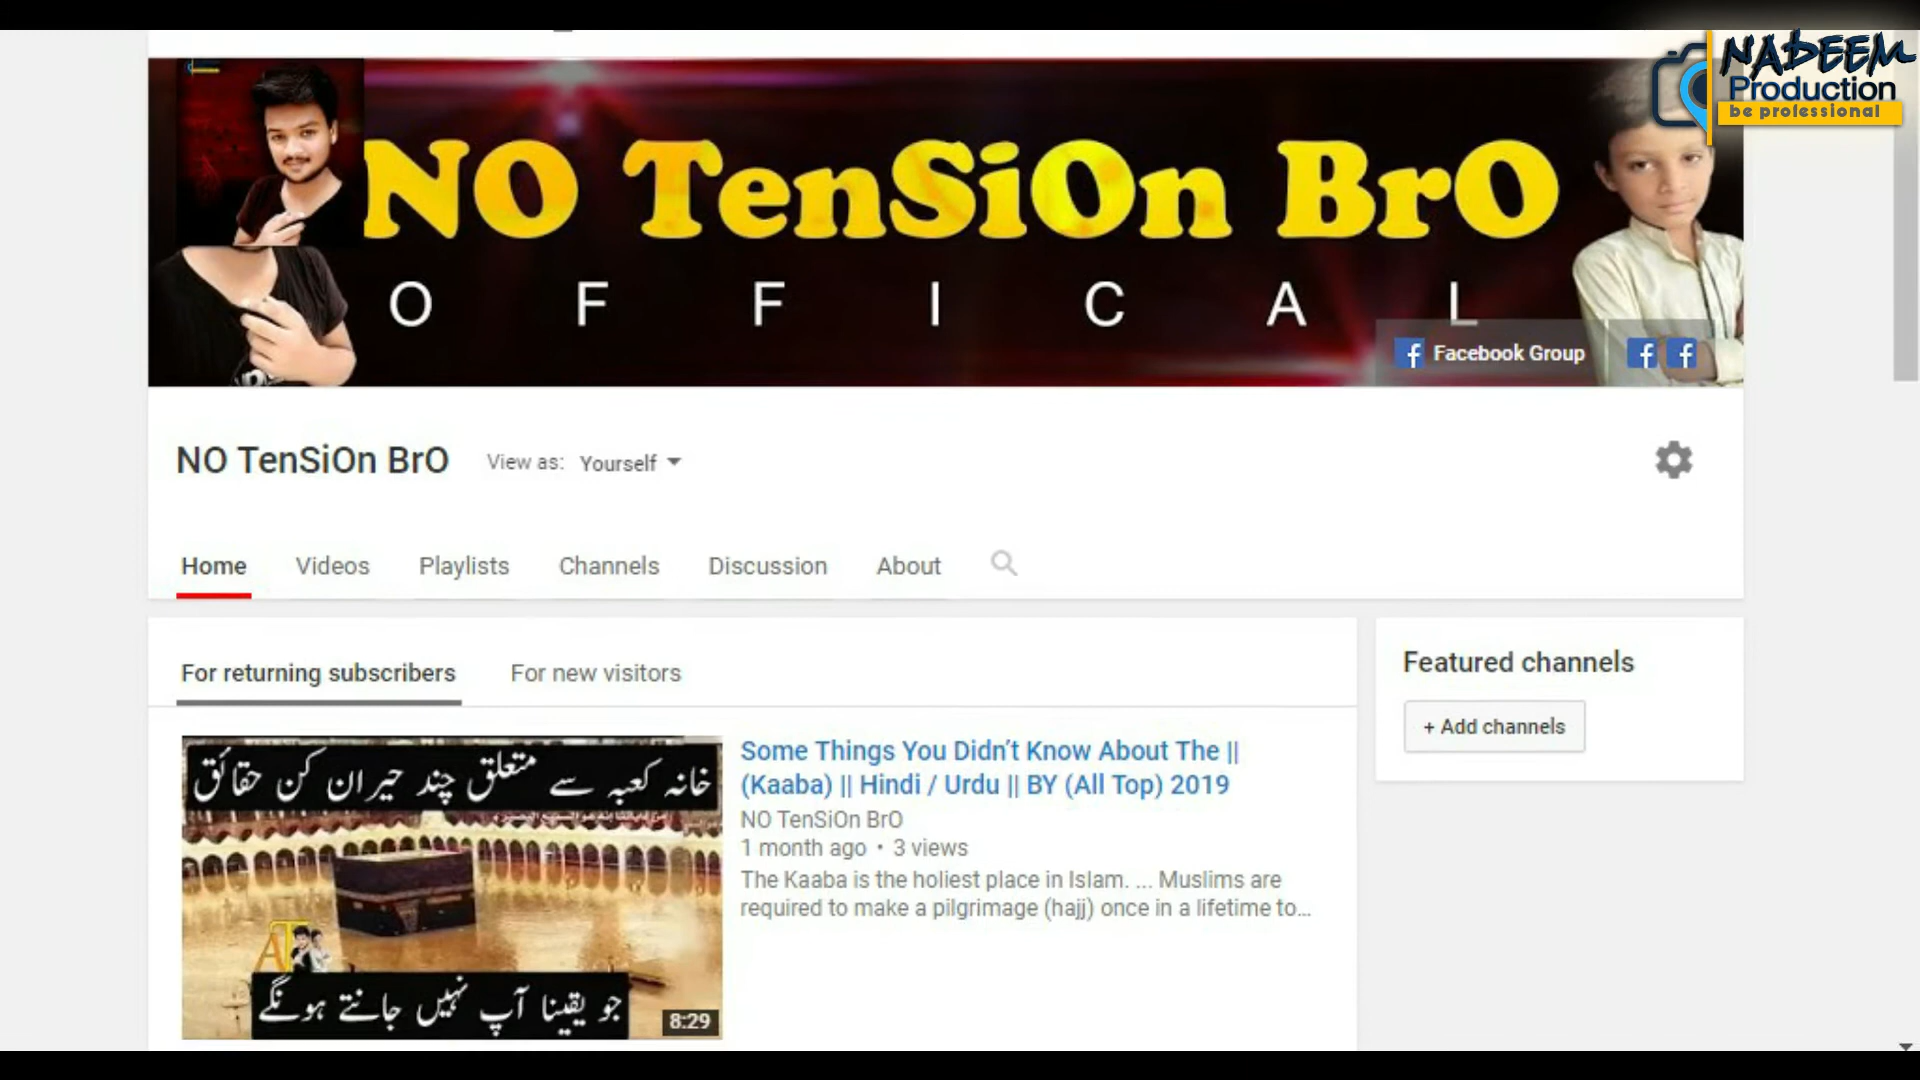 NADEEM
Production
be professional
NO TenSiOn BrO
O F F I C A L
Facebook Group
NO TenSiOn BrO
View as: Yourself
Home Videos Playlists Channels Discussion About
For returning subscribers For new visitors
خانہ کعبہ سے متعلق چند حیران کن حقائق
AT
جو یقینا آپ نہیں جانتے ہونگے
8:29
Some Things You Didn't Know About The ||
(Kaaba) || Hindi / Urdu || BY (All Top) 2019
NO TenSiOn BrO
1 month ago • 3 views
The Kaaba is the holiest place in Islam. ... Muslims are
required to make a pilgrimage (hajj) once in a lifetime to...
Featured channels
+ Add channels